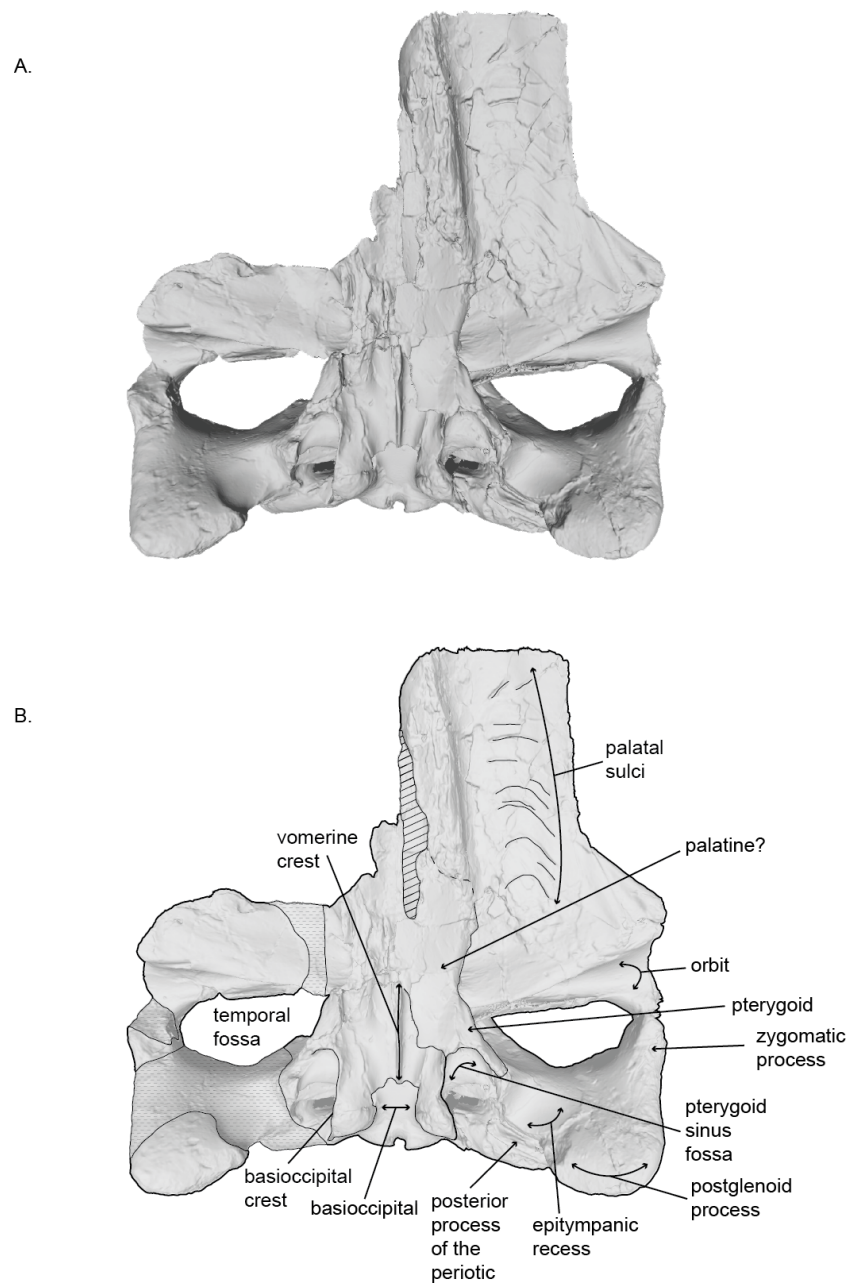 A.
B.
palatal
sulci
vomerine
crest
palatine?
orbit
temporal
fossa
pterygoid
zygomatic
process
pterygoid
sinus
fossa
basioccipital
crest
basioccipital
posterior
process
of the
periotic
epitympanic
recess
postglenoid
process